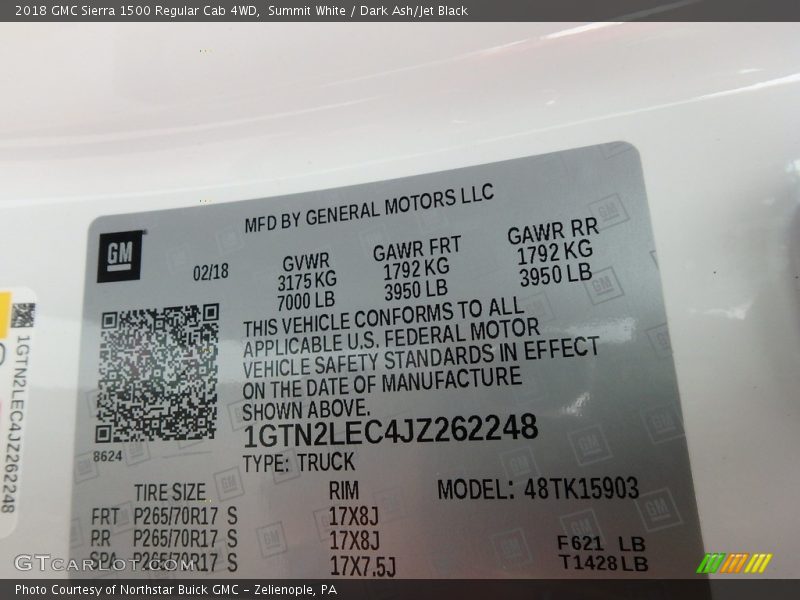 2018 GMC Sierra 1500 Regular Cab 4WD, Summit White / Dark Ash/Jet Black
MFD BY GENERAL MOTORS LLC
GM
02/18
GVWR
3175 KG
7000 LB
GAWR FRT
1792 KG
3950 LB
GAWR RR
1792 KG
3950 LB
THIS VEHICLE CONFORMS TO ALL
APPLICABLE U.S. FEDERAL MOTOR
VEHICLE SAFETY STANDARDS IN EFFECT
ON THE DATE OF MANUFACTURE
SHOWN ABOVE.
8624
1GTN2LEC4JZ262248
TYPE: TRUCK
1GTN2LEC4JZ262248
TIRE SIZE RIM MODEL: 48TK15903
FRT P265/70R17 S 17X8J
RR P265/70R17 S 17X8J
SPA P265/70R17 S 17X7.5J
F621 LB
T1428LB
GTCarlot.com
Photo Courtesy of Northstar Buick GMC - Zelienople, PA